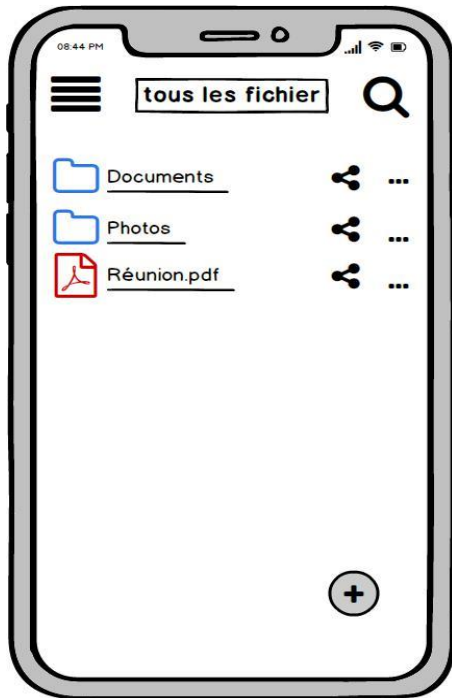 08:44 PM
tous les fichier
Documents
Photos
Réunion.pdf